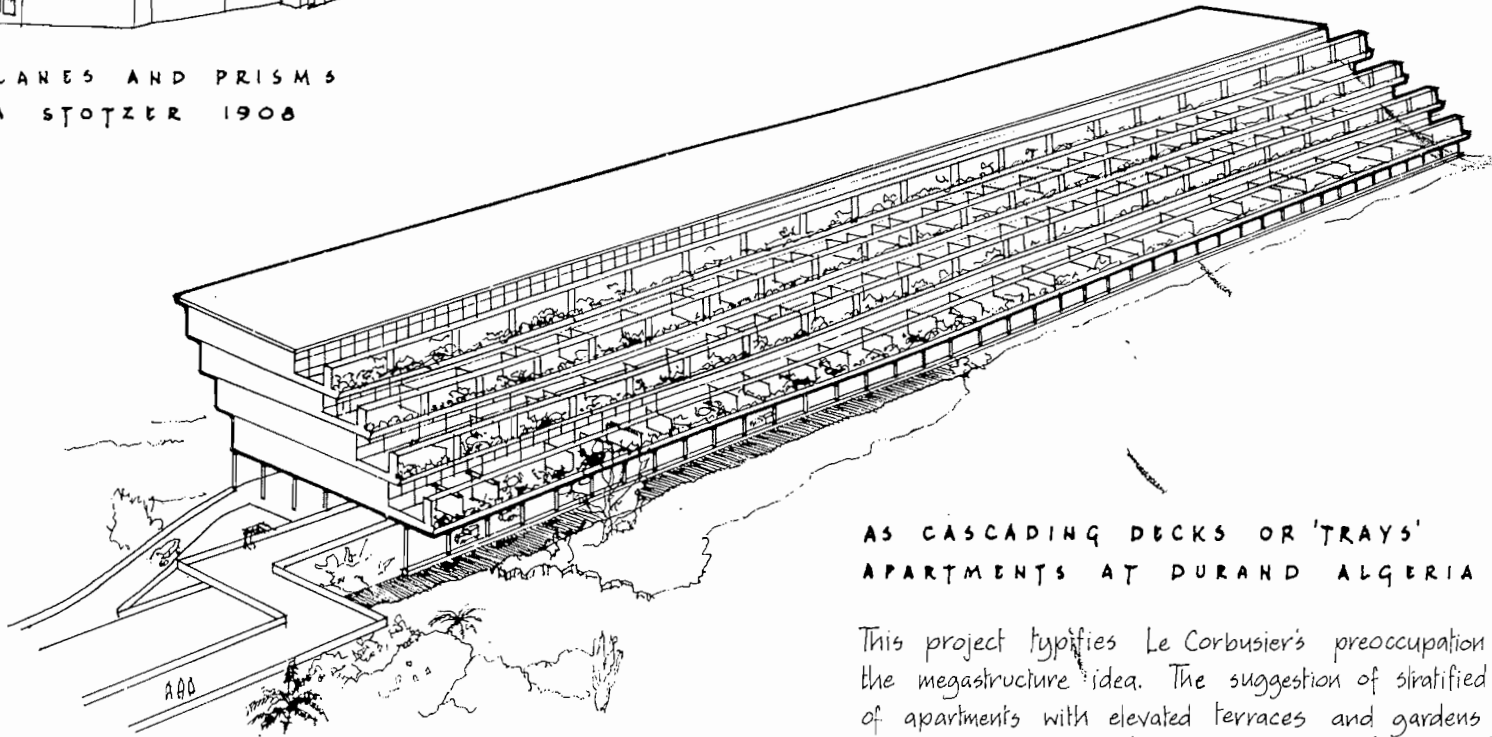 LANES AND PRISMS
A STOTZER 1908
AS CASCADING DECKS OR 'TRAYS'
APARTMENTS AT DURAND ALGERIA
This project typifies Le Corbusier's preoccupation
the megastructure idea. The suggestion of stratified
of apartments with elevated terraces and gardens